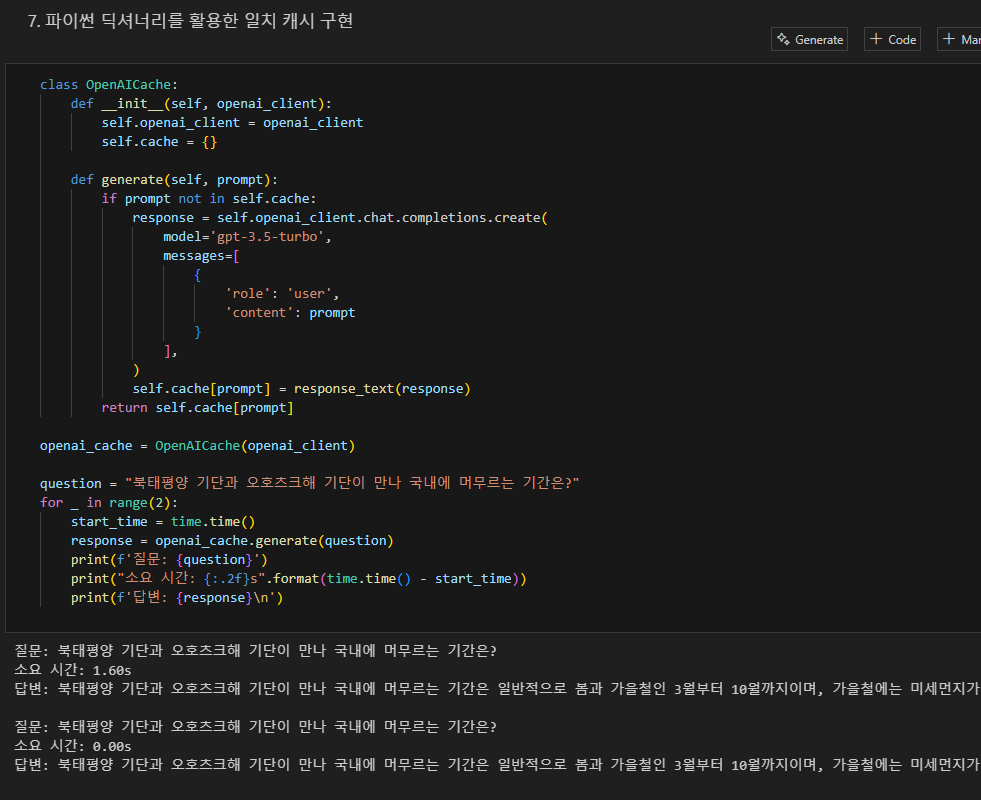 7. 파이썬 딕셔너리를 활용한 일치 캐시 구현
Generate + Code + Mar
class OpenAICache:
    def __init__(self, openai_client):
        self.openai_client = openai_client
        self.cache = {}

    def generate(self, prompt):
        if prompt not in self.cache:
            response = self.openai_client.chat.completions.create(
                model='gpt-3.5-turbo',
                messages=[
                    {
                        'role': 'user',
                        'content': prompt
                    }
                ],
            )
            self.cache[prompt] = response_text(response)
        return self.cache[prompt]

openai_cache = OpenAICache(openai_client)

question = "북태평양 기단과 오호츠크해 기단이 만나 국내에 머무르는 기간은?"
for _ in range(2):
    start_time = time.time()
    response = openai_cache.generate(question)
    print(f'질문: {question}')
    print("소요 시간: {:.2f}s".format(time.time() - start_time))
    print(f'답변: {response}\n')

질문: 북태평양 기단과 오호츠크해 기단이 만나 국내에 머무르는 기간은?
소요 시간: 1.60s
답변: 북태평양 기단과 오호츠크해 기단이 만나 국내에 머무르는 기간은 일반적으로 봄과 가을철인 3월부터 10월까지이며, 가을철에는 미세먼지가

질문: 북태평양 기단과 오호츠크해 기단이 만나 국내에 머무르는 기간은?
소요 시간: 0.00s
답변: 북태평양 기단과 오호츠크해 기단이 만나 국내에 머무르는 기간은 일반적으로 봄과 가을철인 3월부터 10월까지이며, 가을철에는 미세먼지가